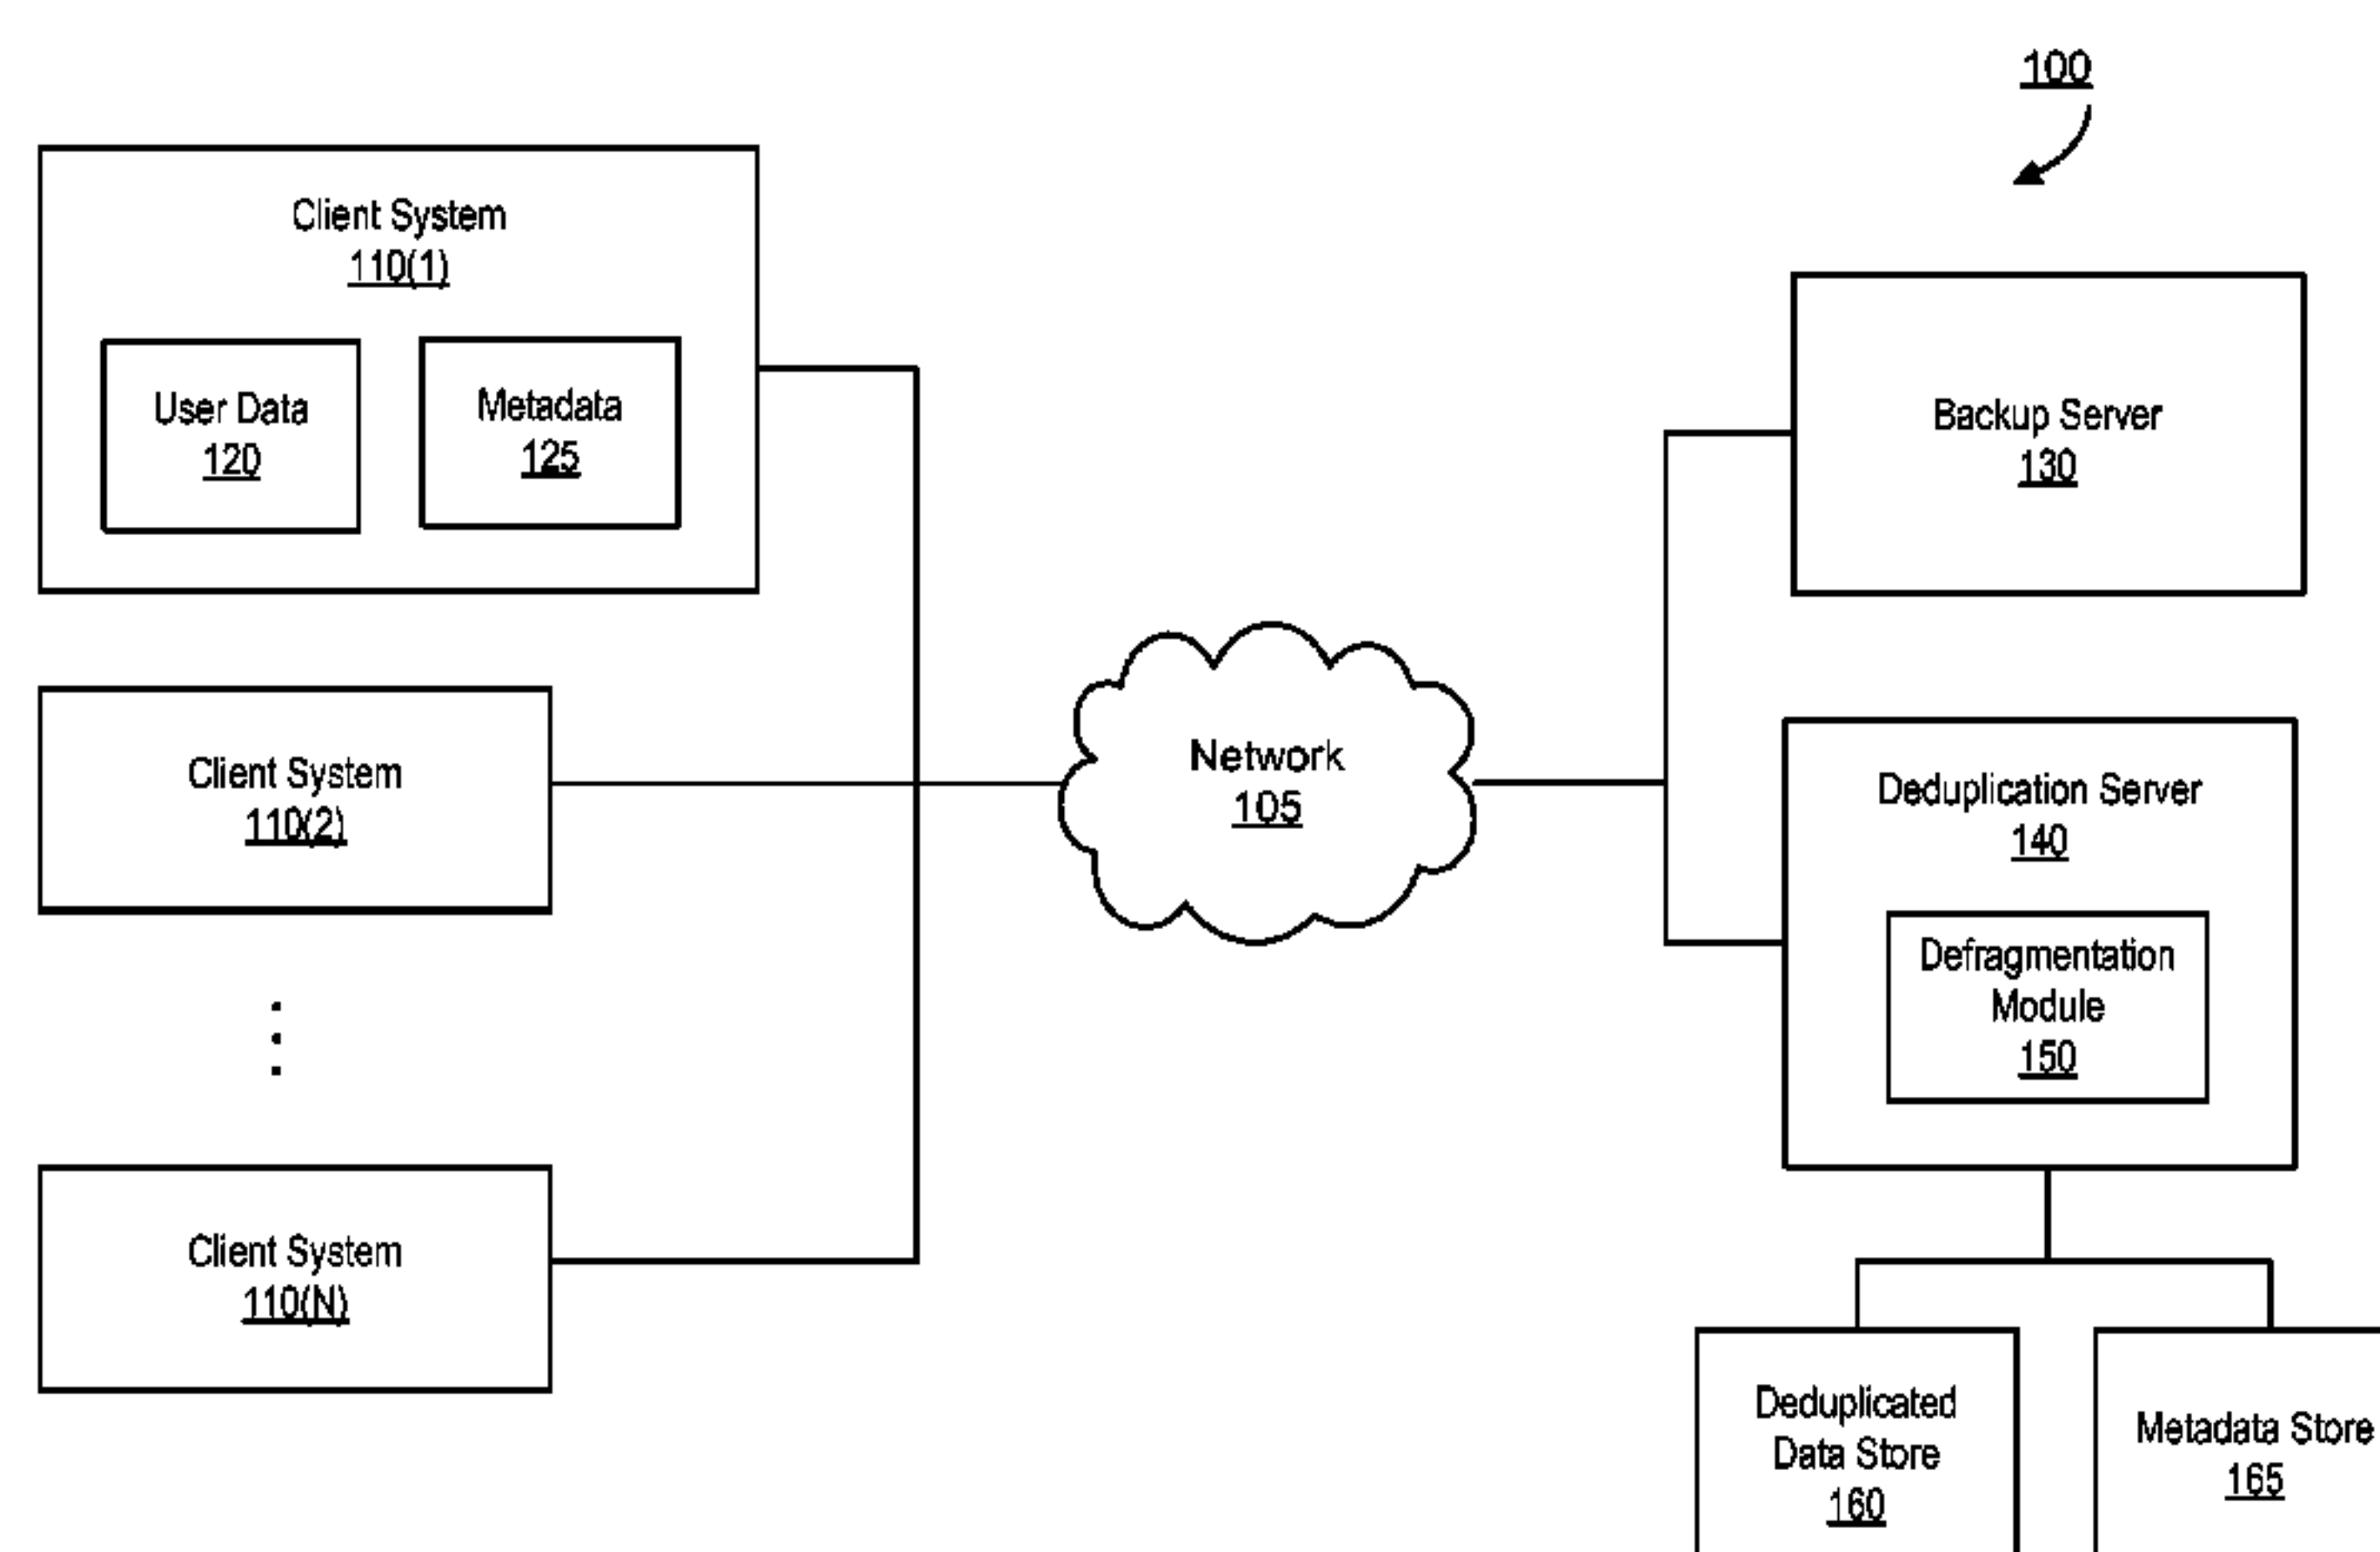 100
Client System
110(1)
User Data
120
Metadata
125
Backup Server
130
Client System
110(2)
Network
105
Deduplication Server
140
Defragmentation
Module
150
Client System
110(N)
Deduplicated
Data Store
160
Metadata Store
165